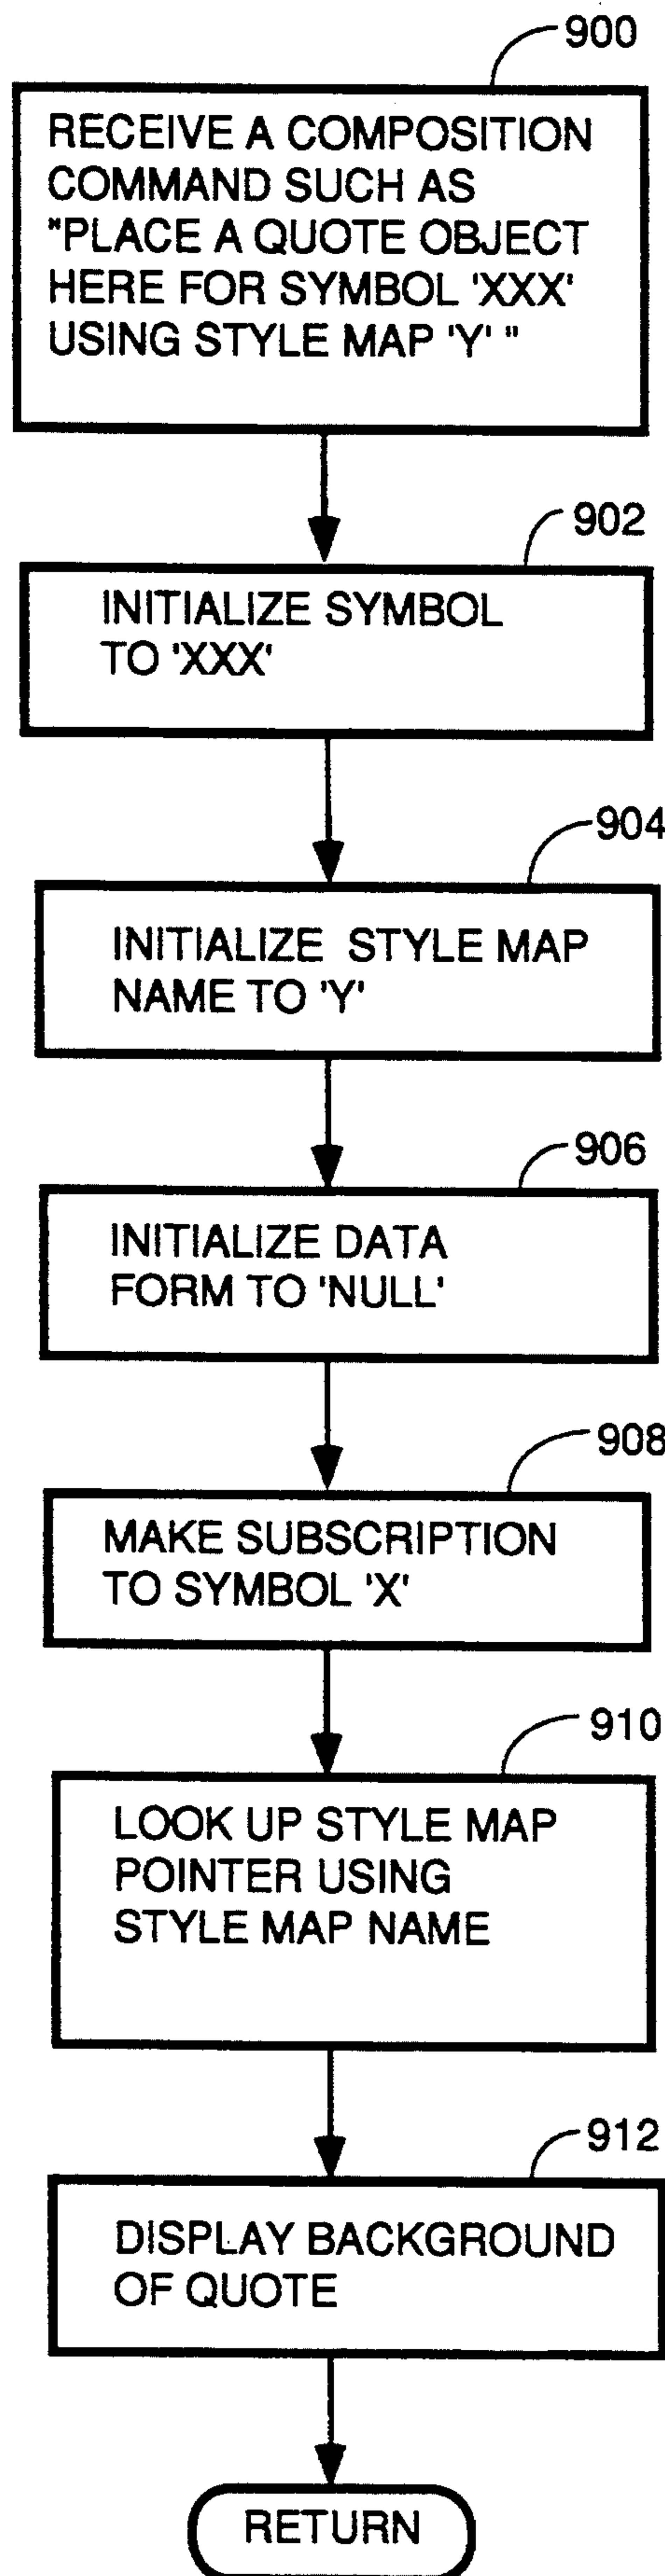 900
RECEIVE A COMPOSITION
COMMAND SUCH AS
"PLACE A QUOTE OBJECT
HERE FOR SYMBOL 'XXX'
USING STYLE MAP 'Y' "
902
INITIALIZE SYMBOL
TO 'XXX'
904
INITIALIZE STYLE MAP
NAME TO 'Y'
906
INITIALIZE DATA
FORM TO 'NULL'
908
MAKE SUBSCRIPTION
TO SYMBOL 'X'
910
LOOK UP STYLE MAP
POINTER USING
STYLE MAP NAME
912
DISPLAY BACKGROUND
OF QUOTE
RETURN